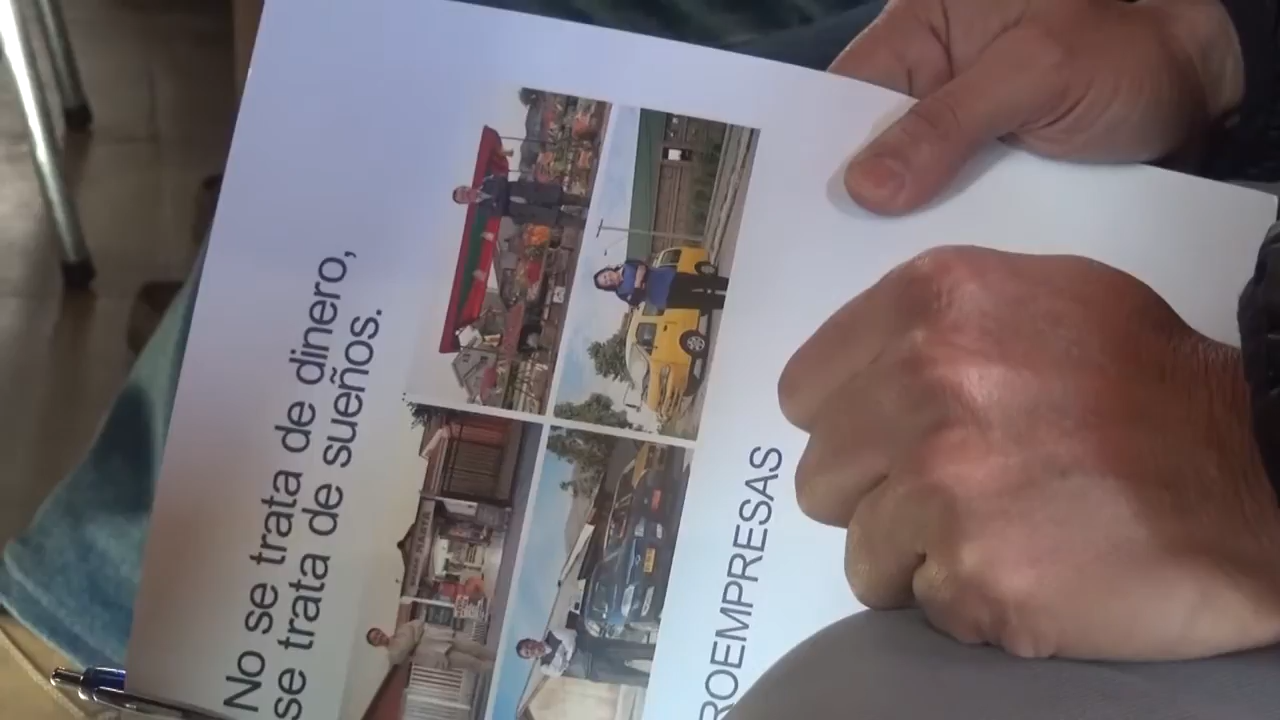 No se trata de dinero,
se trata de sueños.
ROEMPRESAS